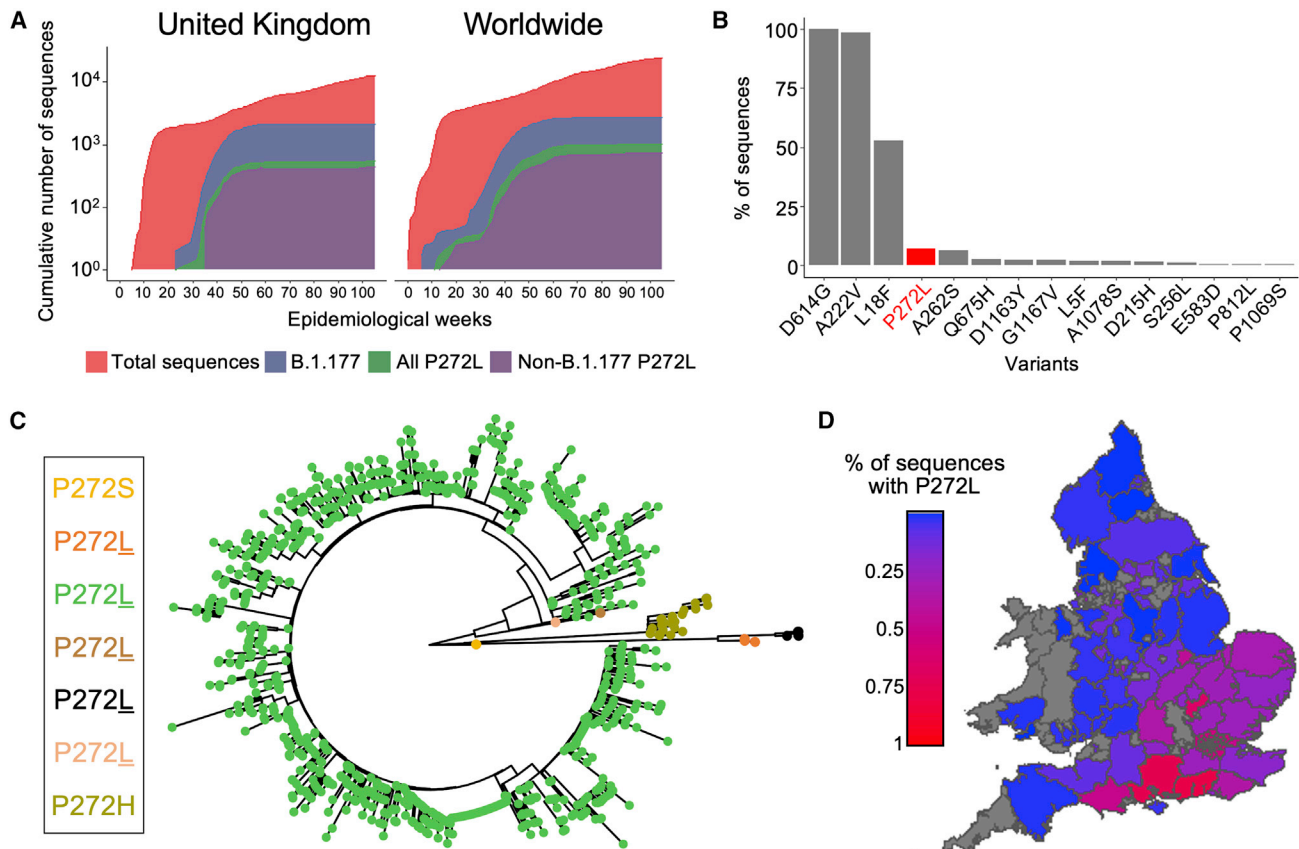 A
United Kingdom
Worldwide
Cumulative number of sequences
10⁴
10³
10²
10⁰
0 10 20 30 40 50 60 70 80 90 100
0 10 20 30 40 50 60 70 80 90 100
Epidemiological weeks
Total sequences B.1.177 All P272L Non-B.1.177 P272L
B
% of sequences
100
75
50
25
0
D614G
A222V
L18F
P272L
A262S
Q675H
D1163Y
G1167V
L5F
A1078S
D215H
S256L
E583D
P812L
P1069S
Variants
C
P272S
P272L
P272L
P272L
P272L
P272L
P272H
D
% of sequences
with P272L
0.25
0.5
0.75
1